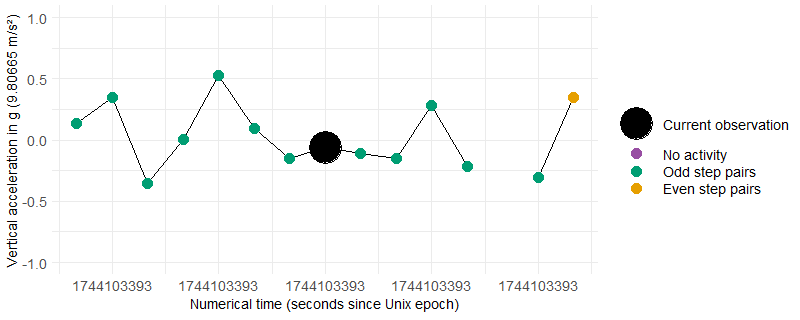 Vertical acceleration in g (9.80665 m/s²)
1.0
0.5
0.0
-0.5
-1.0
1744103393 1744103393 1744103393 1744103393
Numerical time (seconds since Unix epoch)
Current observation
No activity
Odd step pairs
Even step pairs